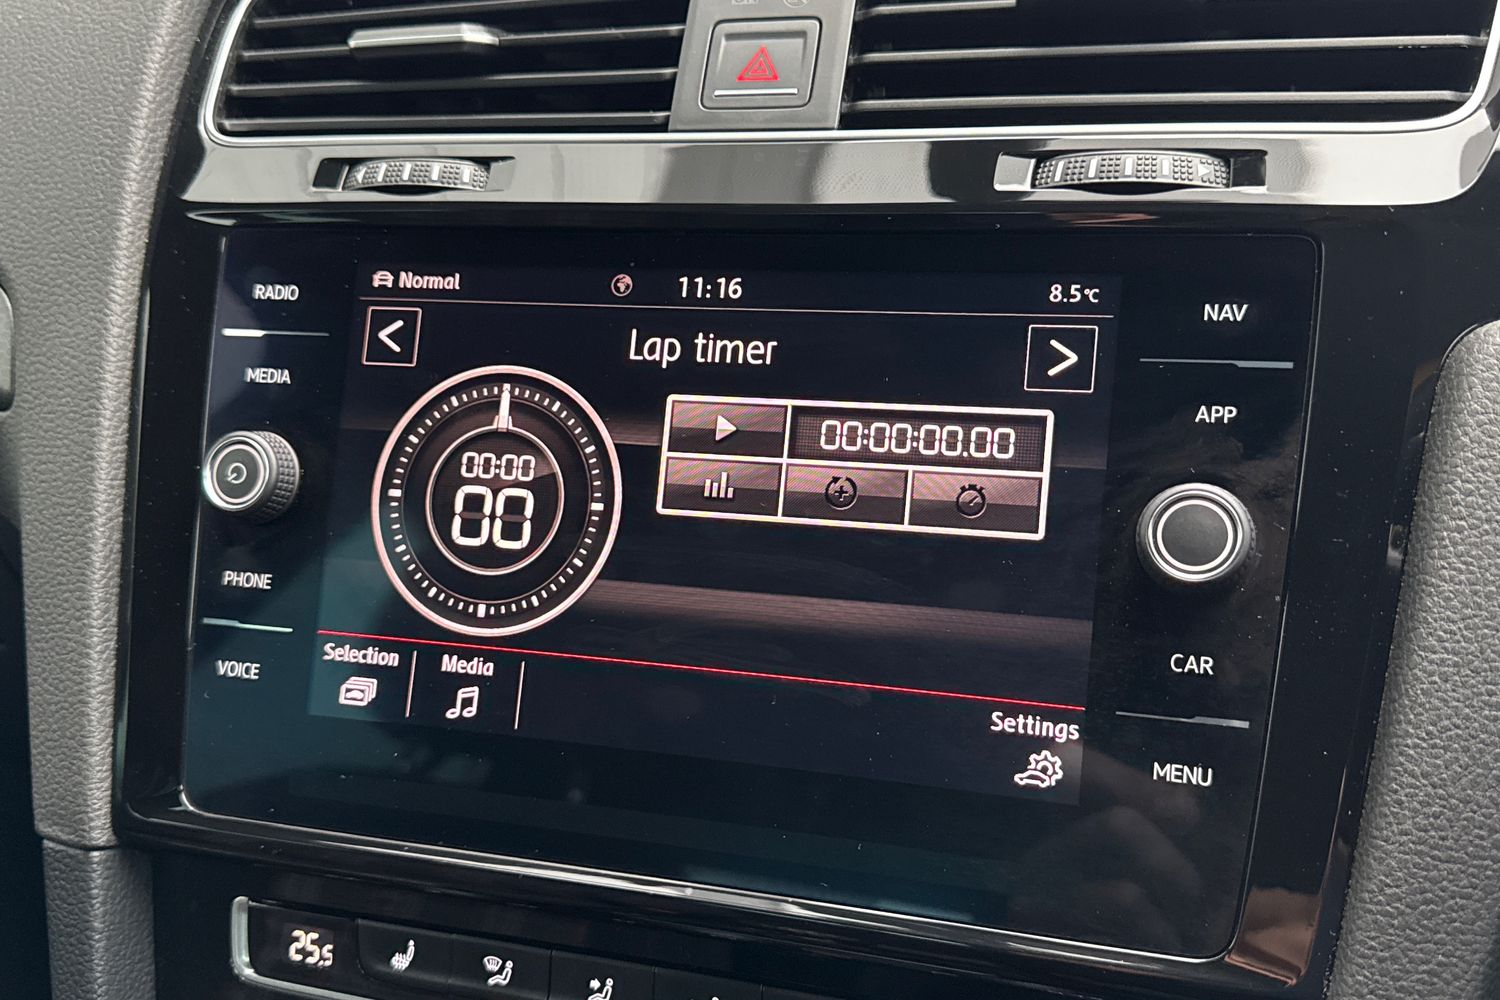 RADIO
MEDIA
PHONE
VOICE
Normal
11:16
8.5°C
<
Lap timer
>
00:00
00
00:00:00.00
Selection
Media
Settings
NAV
APP
CAR
MENU
25.5